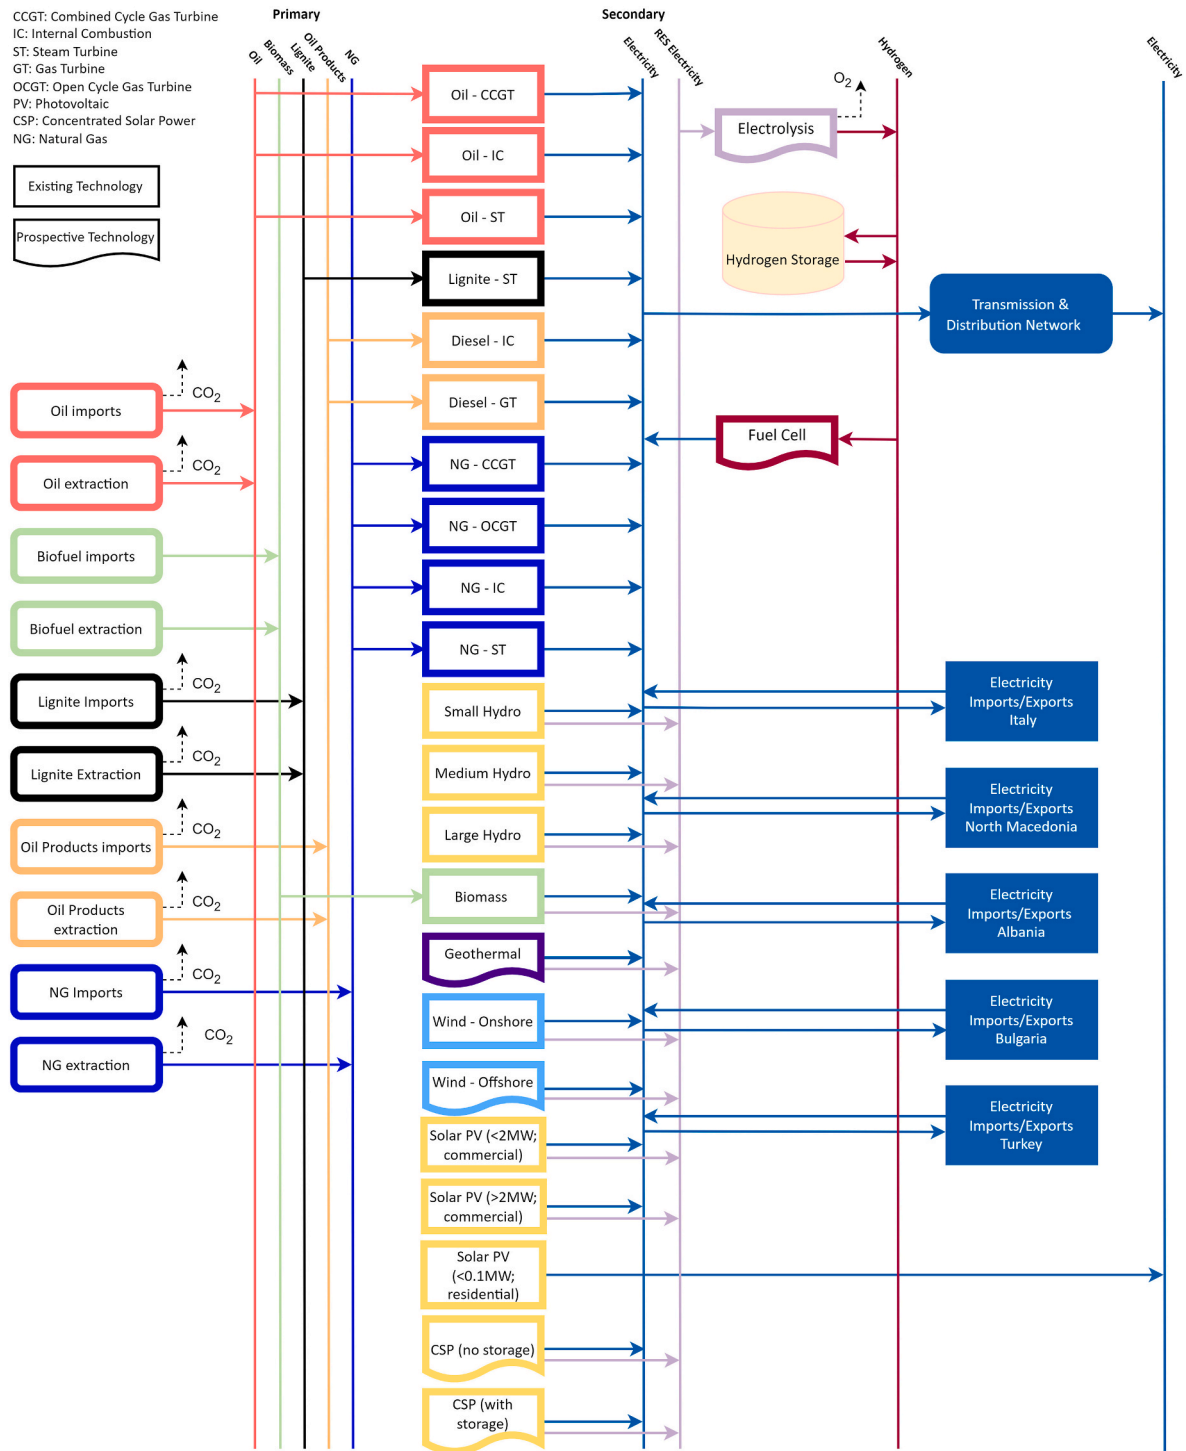 CCGT: Combined Cycle Gas Turbine
IC: Internal Combustion
ST: Steam Turbine
GT: Gas Turbine
OCGT: Open Cycle Gas Turbine
PV: Photovoltaic
CSP: Concentrated Solar Power
NG: Natural Gas
Existing Technology
Prospective Technology
Primary
Secondary
Oil
Biomass
Lignite
Oil Products
NG
Electricity
RES Electricity
Hydrogen
Electricity
Oil imports
CO2
Oil extraction
CO2
Biofuel imports
Biofuel extraction
Lignite Imports
CO2
Lignite Extraction
CO2
Oil Products imports
CO2
Oil Products
extraction
CO2
NG Imports
CO2
NG extraction
CO2
Oil - CCGT
Oil - IC
Oil - ST
Lignite - ST
Diesel - IC
Diesel - GT
NG - CCGT
NG - OCGT
NG - IC
NG - ST
Small Hydro
Medium Hydro
Large Hydro
Biomass
Geothermal
Wind - Onshore
Wind - Offshore
Solar PV (<2MW;
commercial)
Solar PV (>2MW;
commercial)
Solar PV
(<0.1MW;
residential)
CSP (no storage)
CSP (with
storage)
O2
Electrolysis
Hydrogen Storage
Fuel Cell
Transmission &
Distribution Network
Electricity
Imports/Exports
Italy
Electricity
Imports/Exports
North Macedonia
Electricity
Imports/Exports
Albania
Electricity
Imports/Exports
Bulgaria
Electricity
Imports/Exports
Turkey